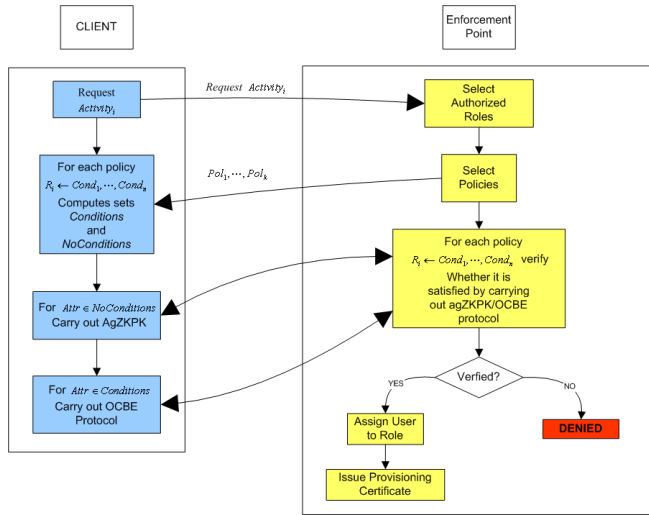 CLIENT
Enforcement
Point
Request
Activity_i
Request Activity_i
Select
Authorized
Roles
For each policy
R_i ← Cond_1, ⋯, Cond_n
Computes sets
Conditions
and
NoConditions
Pol_1, ⋯, Pol_k
Select
Policies
For each policy
R_i ← Cond_1, ⋯, Cond_n verify
Whether it is
satisfied by carrying
out agZKPK/OCBE
protocol
For Attr ∈ NoConditions
Carry out AgZKPK
For Attr ∈ Conditions
Carry out OCBE
Protocol
Verfied?
YES
NO
Assign User
to Role
DENIED
Issue Provisioning
Certificate